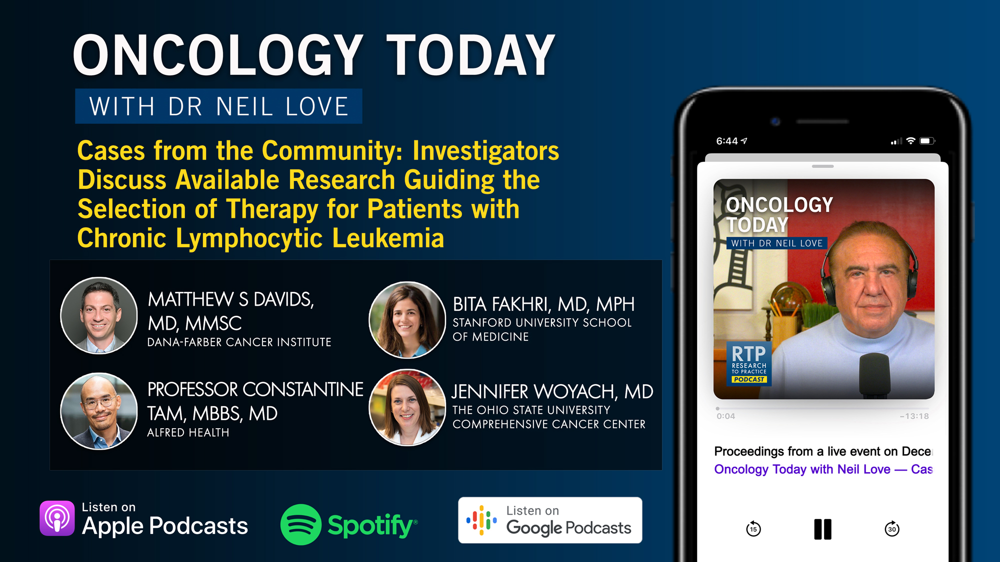 ONCOLOGY TODAY
WITH DR NEIL LOVE
Cases from the Community: Investigators
Discuss Available Research Guiding the
Selection of Therapy for Patients with
Chronic Lymphocytic Leukemia
MATTHEW S DAVIDS,
MD, MMSC
DANA-FARBER CANCER INSTITUTE
BITA FAKHRI, MD, MPH
STANFORD UNIVERSITY SCHOOL
OF MEDICINE
PROFESSOR CONSTANTINE
TAM, MBBS, MD
ALFRED HEALTH
JENNIFER WOYACH, MD
THE OHIO STATE UNIVERSITY
COMPREHENSIVE CANCER CENTER
Listen on
Apple Podcasts
Spotify®
Listen on
Google Podcasts
6:44
ONCOLOGY
TODAY
WITH DR NEIL LOVE
RTP
RESEARCH
TO PRACTICE
PODCAST
0:04
−13:18
Proceedings from a live event on Dece
Oncology Today with Neil Love — Cas
15
30